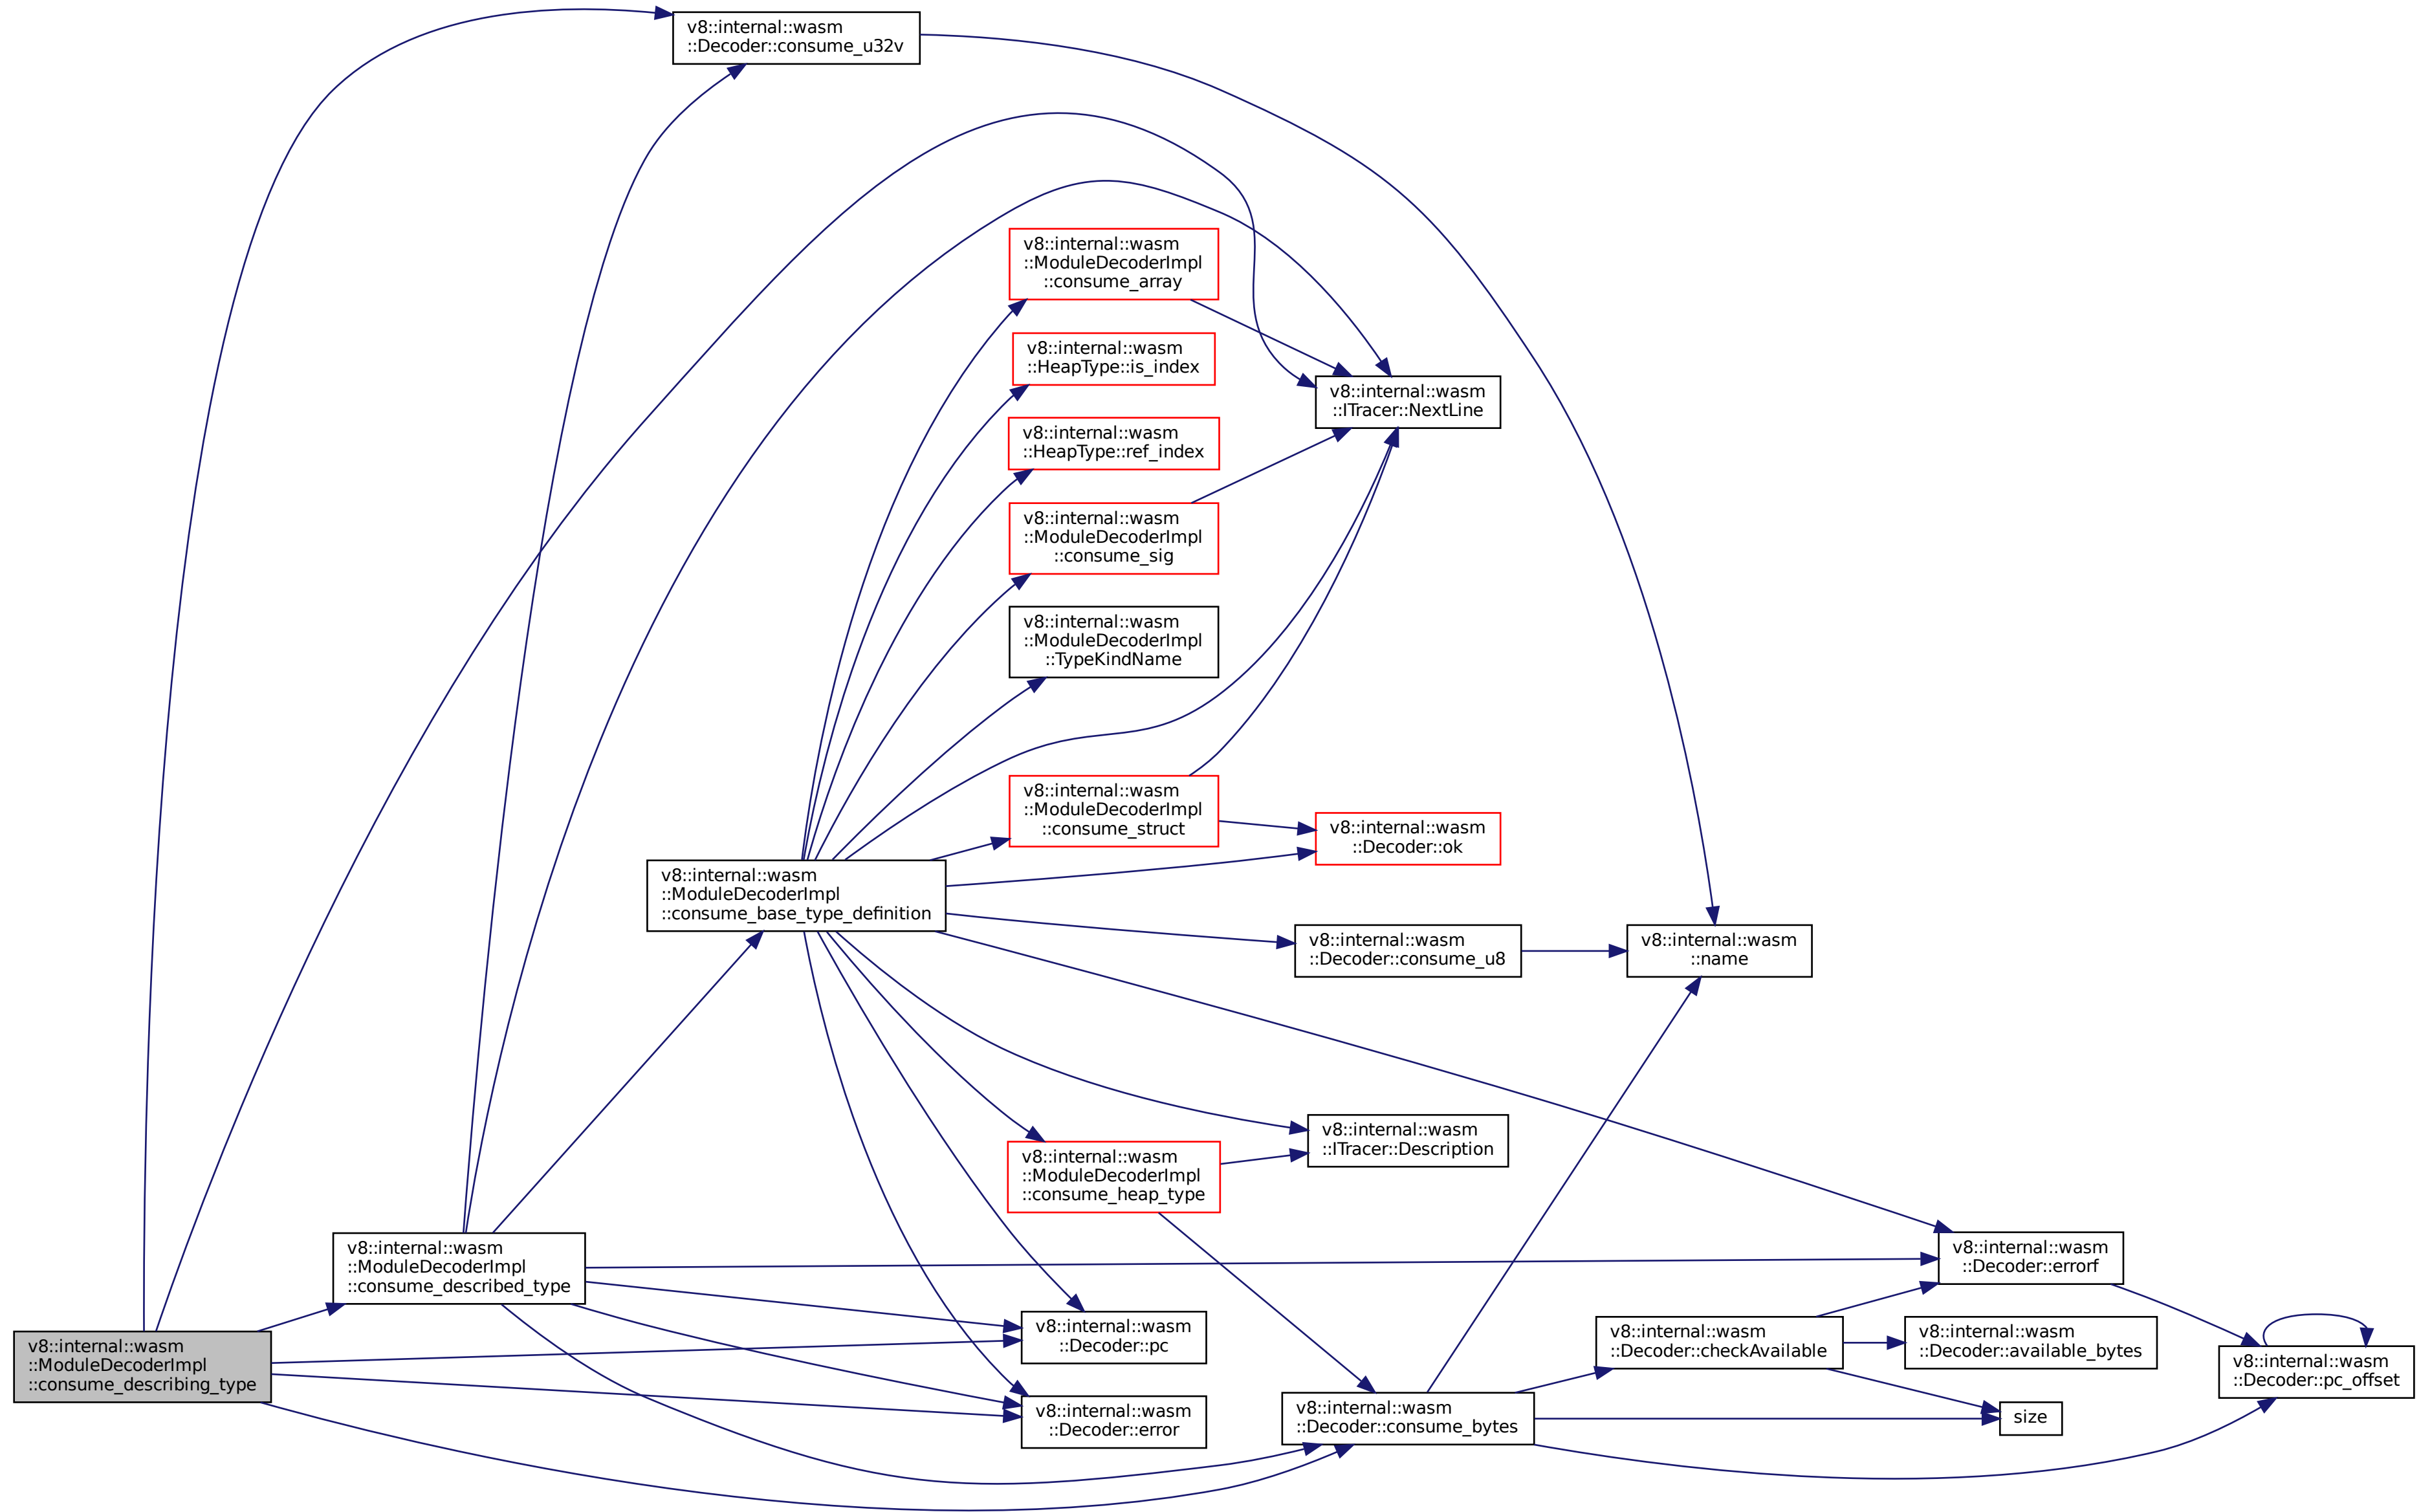 v8::internal::wasm
::Decoder::consume_u32v
v8::internal::wasm
::ModuleDecoderImpl
::consume_array
v8::internal::wasm
::HeapType::is_index
v8::internal::wasm
::ITracer::NextLine
v8::internal::wasm
::HeapType::ref_index
v8::internal::wasm
::ModuleDecoderImpl
::consume_sig
v8::internal::wasm
::ModuleDecoderImpl
::TypeKindName
v8::internal::wasm
::ModuleDecoderImpl
::consume_struct
v8::internal::wasm
::Decoder::ok
v8::internal::wasm
::ModuleDecoderImpl
::consume_base_type_definition
v8::internal::wasm
::Decoder::consume_u8
v8::internal::wasm
::name
v8::internal::wasm
::ITracer::Description
v8::internal::wasm
::ModuleDecoderImpl
::consume_heap_type
v8::internal::wasm
::ModuleDecoderImpl
::consume_described_type
v8::internal::wasm
::Decoder::errorf
v8::internal::wasm
::Decoder::pc
v8::internal::wasm
::Decoder::checkAvailable
v8::internal::wasm
::Decoder::available_bytes
v8::internal::wasm
::ModuleDecoderImpl
::consume_describing_type
v8::internal::wasm
::Decoder::pc_offset
v8::internal::wasm
::Decoder::error
v8::internal::wasm
::Decoder::consume_bytes
size